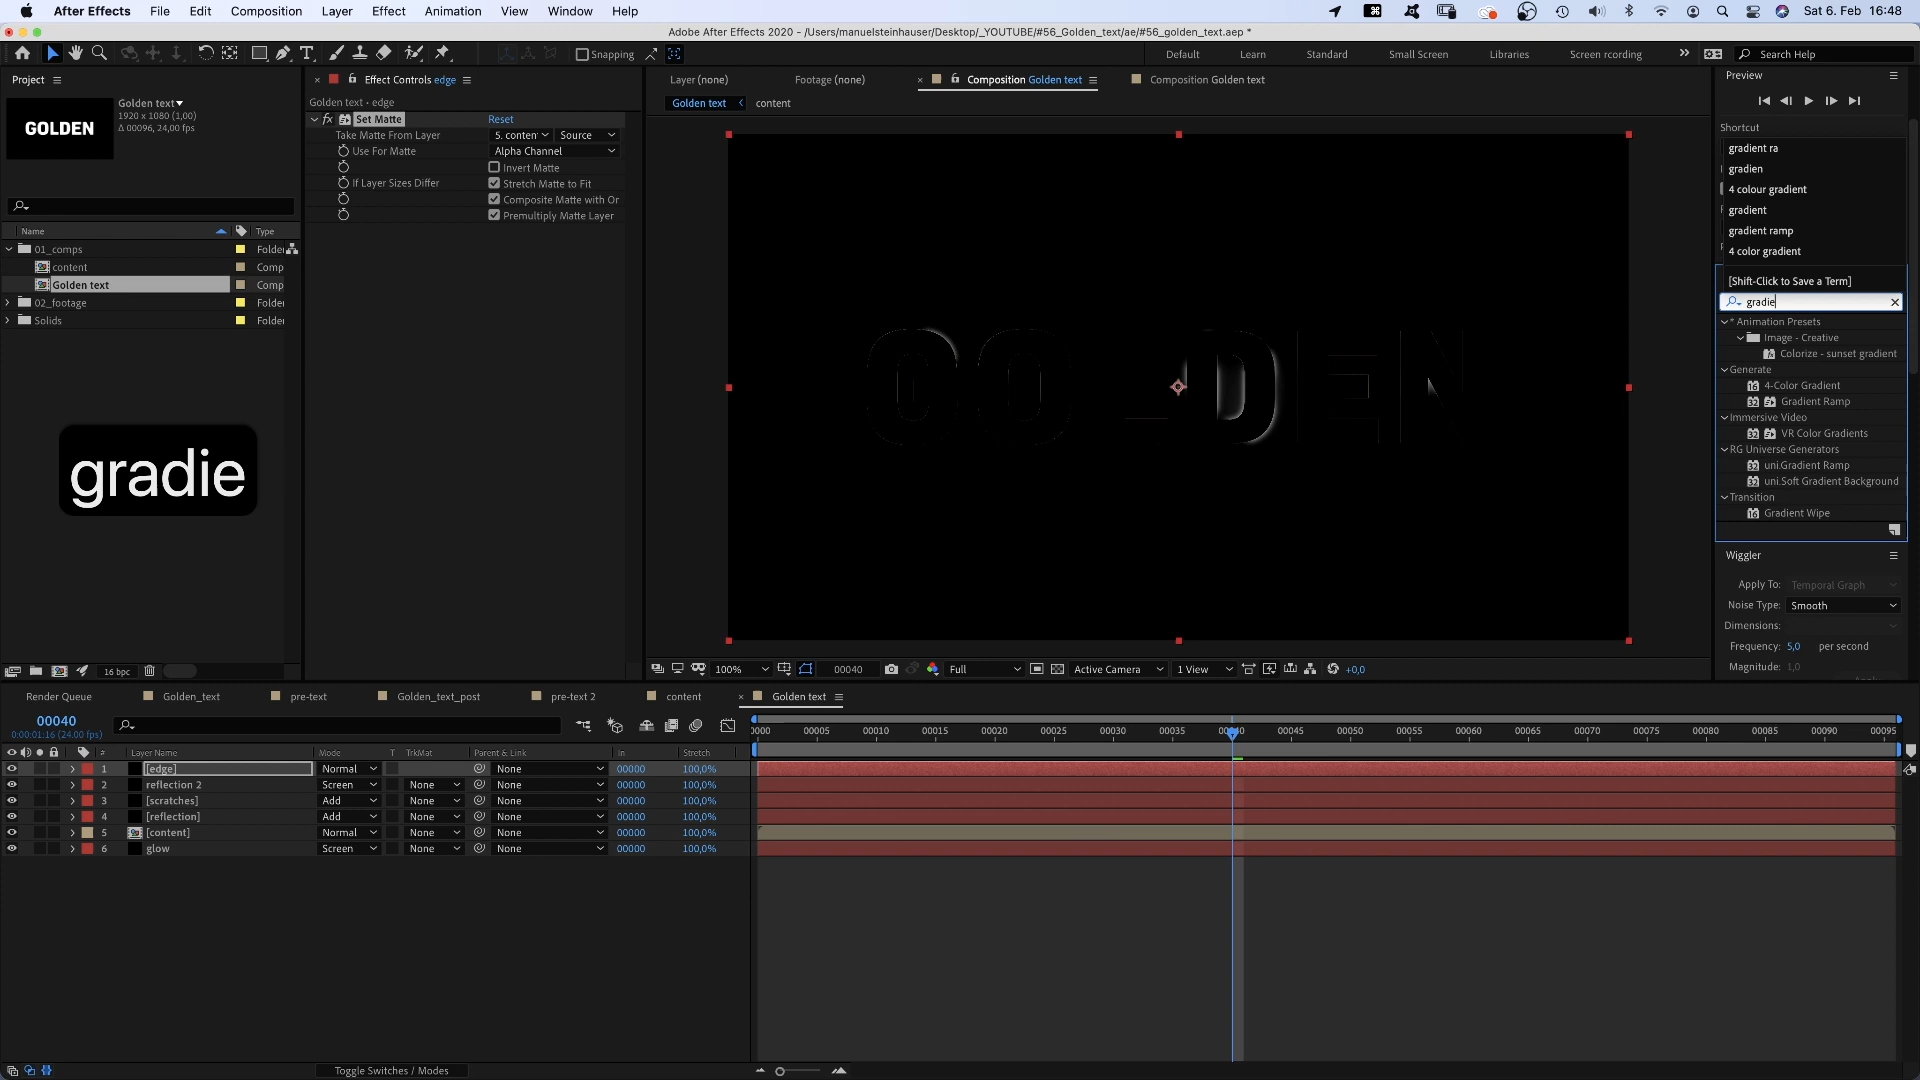 After Effects File Edit Composition Layer Effect Animation View Window Help Sat 6. Feb 16:48
Adobe After Effects 2020 - /Users/manuelsteinhauser/Desktop/_YOUTUBE/#56_Golden_text/ae/#56_golden_text.aep *
Snapping Default Learn Standard Small Screen Libraries Screen rcording Search Help
Project
Golden text
1920 x 1080 (1,00)
Δ 00096, 24,00 fps
GOLDEN
Name Type
01_comps Folder
content Comp
Golden text Comp
02_footage Folder
Solids Folder
gradie
16 bpc
Effect Controls edge
Golden text • edge
fx Set Matte Reset
Take Matte From Layer 5. conten Source
Use For Matte Alpha Channel
Invert Matte
If Layer Sizes Differ Stretch Matte to Fit
Composite Matte with Or
Premultiply Matte Layer
Layer (none) Footage (none) Composition Golden text Composition Golden text
Golden text content
100% 00040 Full Active Camera 1 View +0,0
Preview
Shortcut
gradient ra
gradien
4 colour gradient
gradient
gradient ramp
4 color gradient
[Shift-Click to Save a Term]
gradie
* Animation Presets
Image - Creative
Colorize - sunset gradient
Generate
4-Color Gradient
Gradient Ramp
Immersive Video
VR Color Gradients
RG Universe Generators
uni.Gradient Ramp
uni.Soft Gradient Background
Transition
Gradient Wipe
Wiggler
Apply To: Temporal Graph
Noise Type: Smooth
Dimensions:
Frequency: 5,0 per second
Magnitude: 1,0
Render Queue Golden_text pre-text Golden_text_post pre-text 2 content Golden text
00040
0:00:01:16 (24.00 fps)
0000 00005 00010 00015 00020 00025 00030 00035 00040 00045 00050 00055 00060 00065 00070 00075 00080 00085 00090 00095
# Layer Name Mode T TrkMat Parent & Link In Stretch
1 [edge] Normal None 00000 100,0%
2 reflection 2 Screen None None 00000 100,0%
3 [scratches] Add None None 00000 100,0%
4 [reflection] Add None None 00000 100,0%
5 [content] Normal None None 00000 100,0%
6 glow Screen None None 00000 100,0%
Toggle Switches / Modes